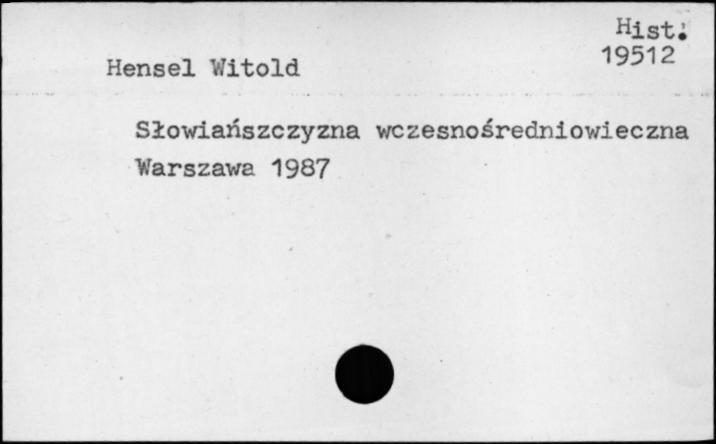 Hist.
19512
Hensel Witold
Słowiańszczyzna wczesnośredniowieczna
Warszawa 1987